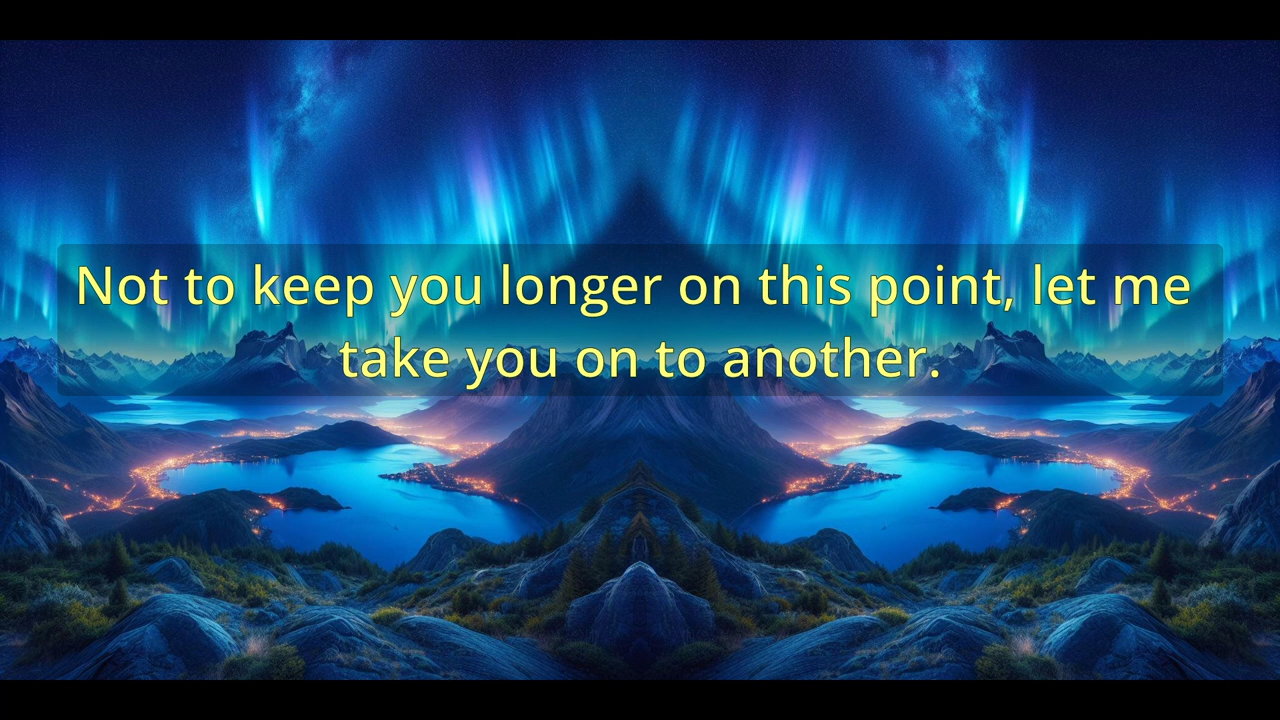 Not to keep you longer on this point, let me
take you on to another.